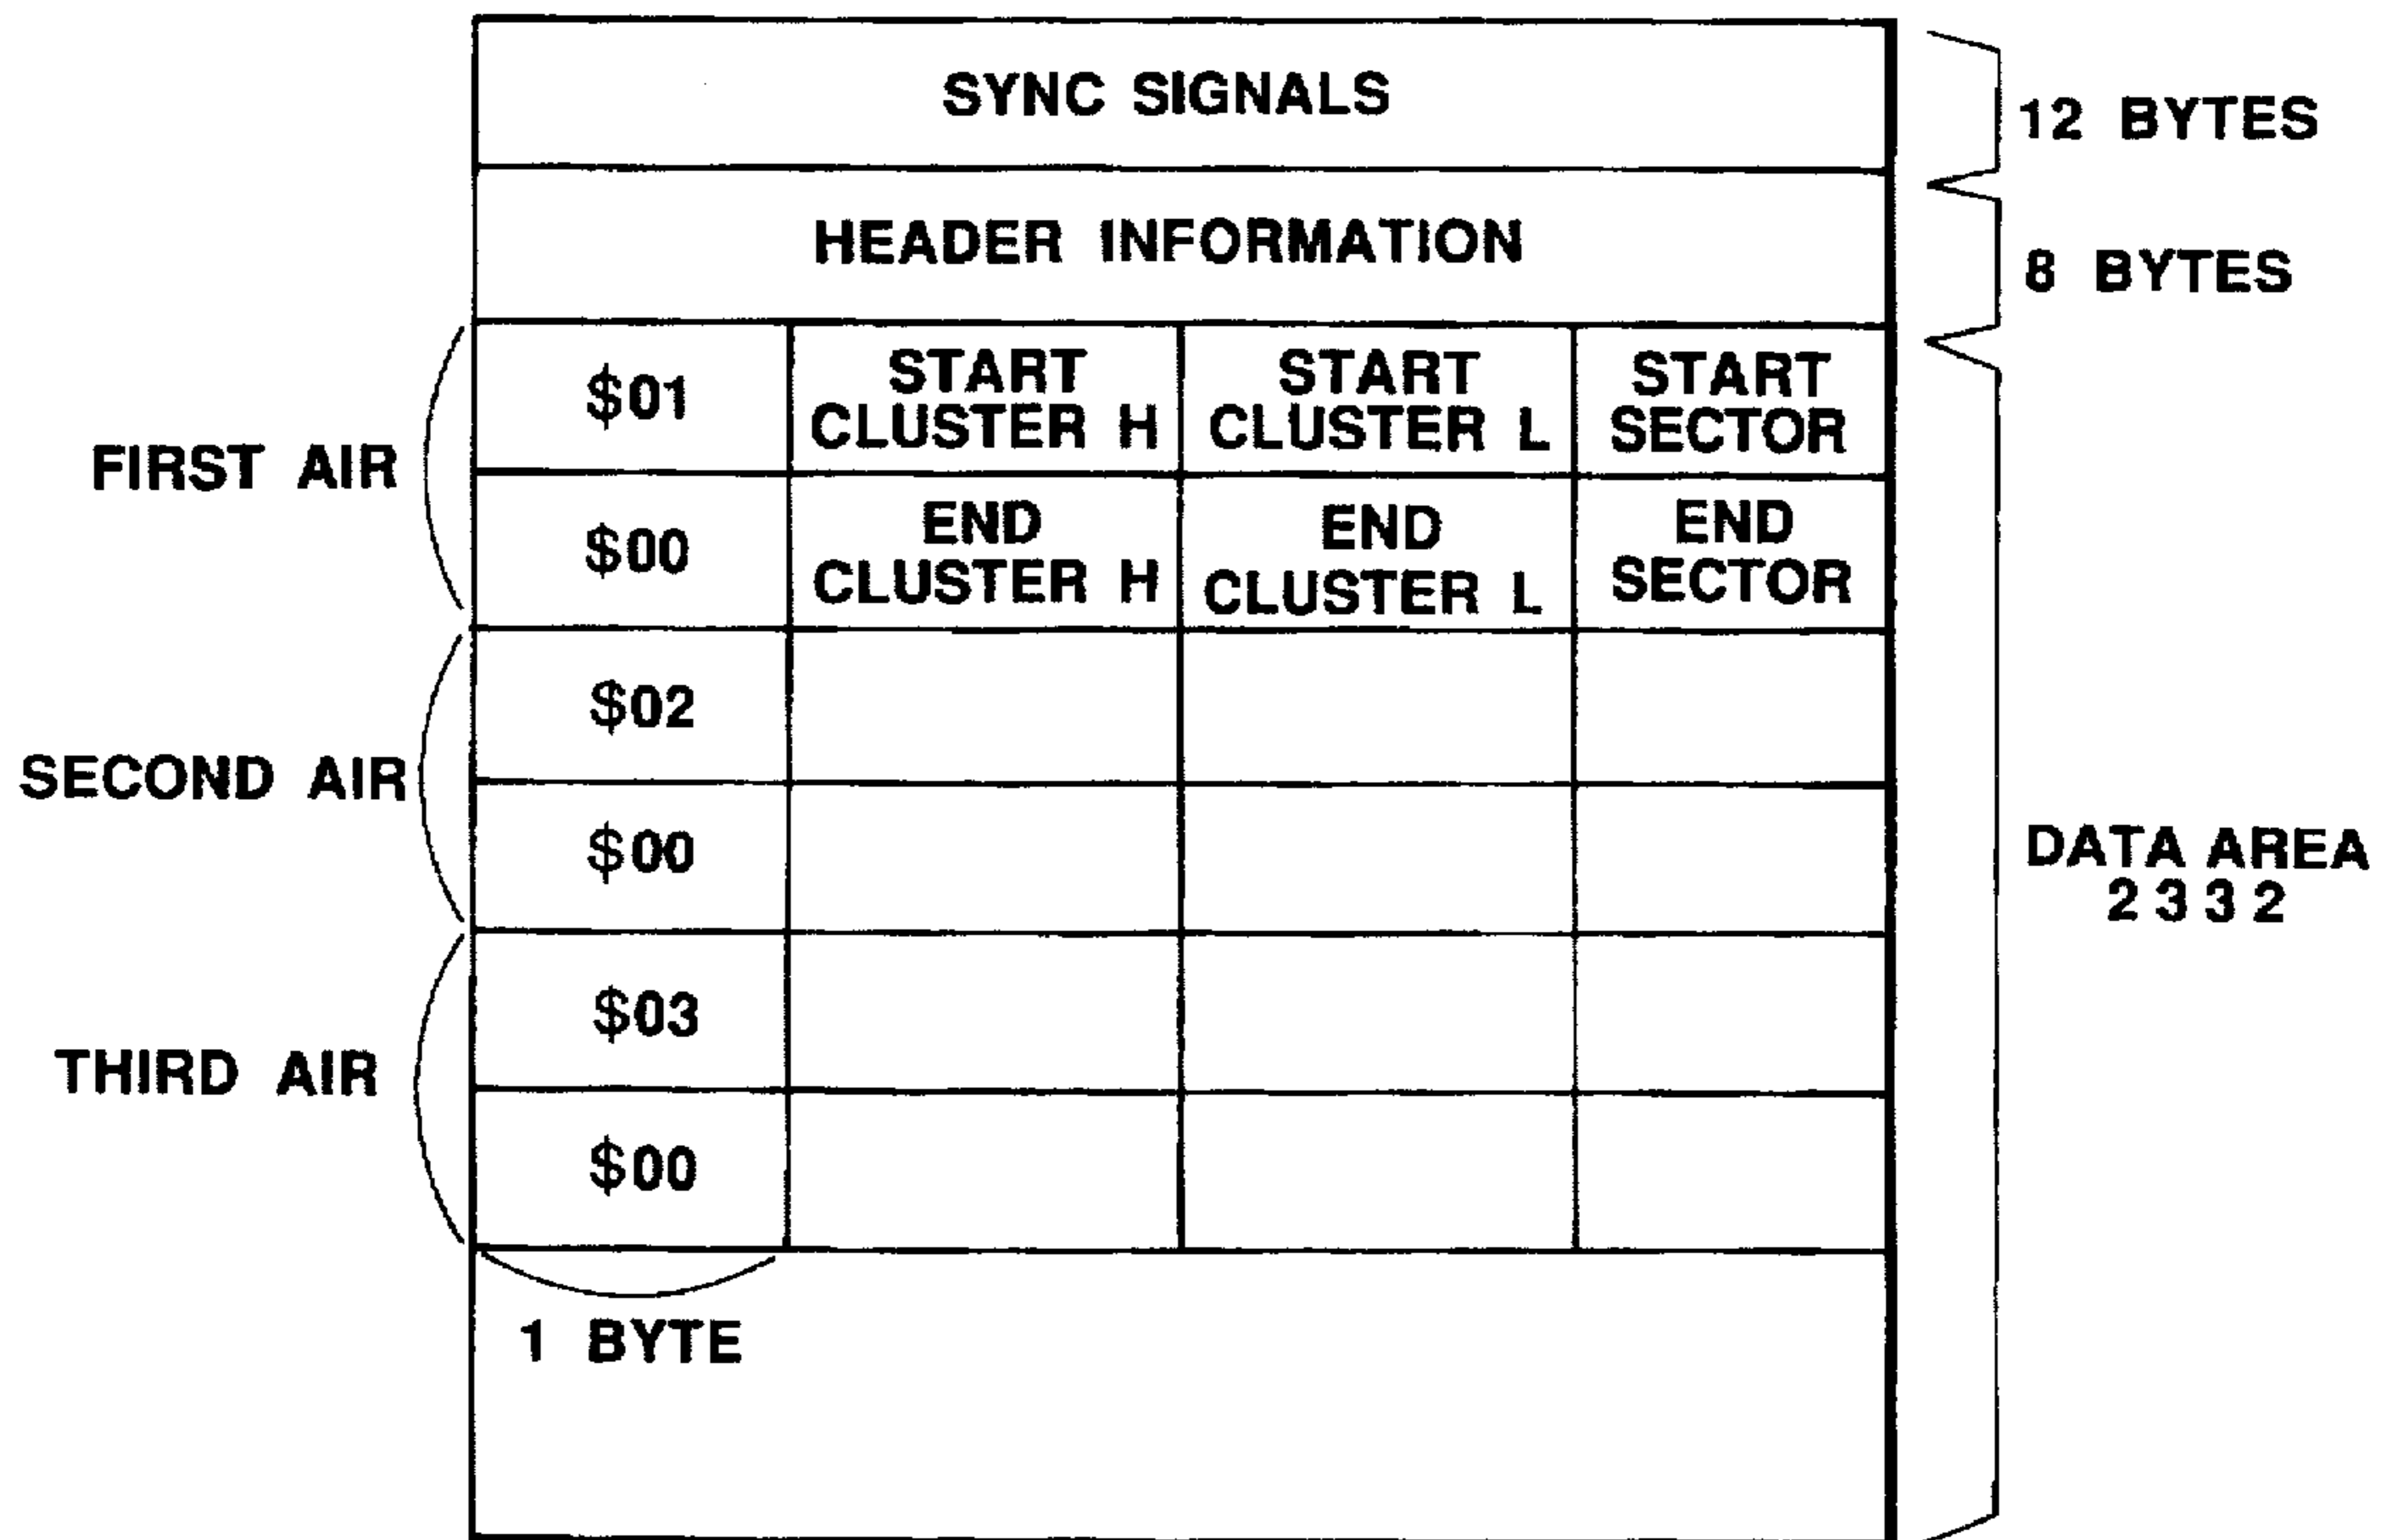 SYNC SIGNALS
12 BYTES
HEADER INFORMATION
8 BYTES
FIRST AIR
$01
START
CLUSTER H
START
CLUSTER L
START
SECTOR
$00
END
CLUSTER H
END
CLUSTER L
END
SECTOR
SECOND AIR
$02
$00
DATA AREA
2332
THIRD AIR
$03
$00
1 BYTE